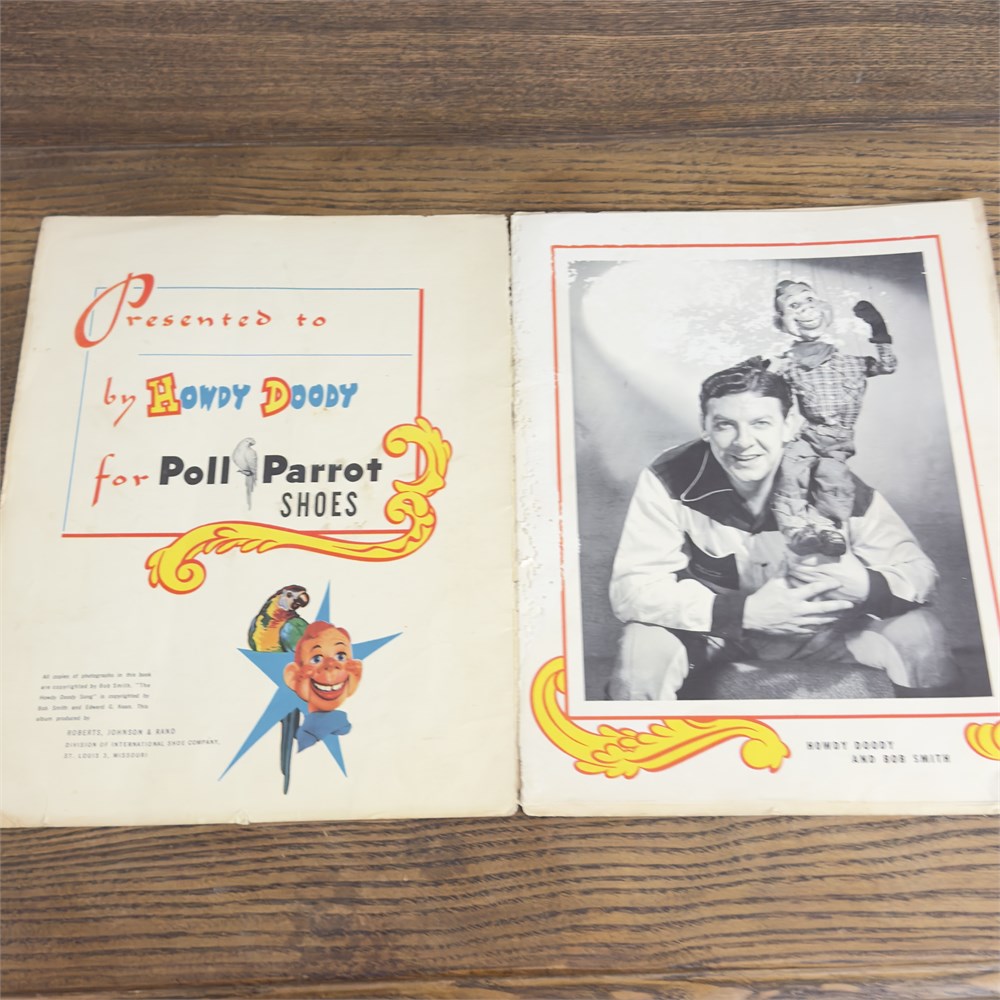 Presented to
by HOWDY DOODY
for Poll Parrot
SHOES
All copies of photographs in this book
are copyrighted by Bob Smith. "The
Howdy Doody Song" is copyrighted by
Bob Smith and Edward G. Kean. This
album produced by
ROBERTS, JOHNSON & RAND
DIVISION OF INTERNATIONAL SHOE COMPANY,
ST. LOUIS 3, MISSOURI
HOWDY DOODY
AND BOB SMITH